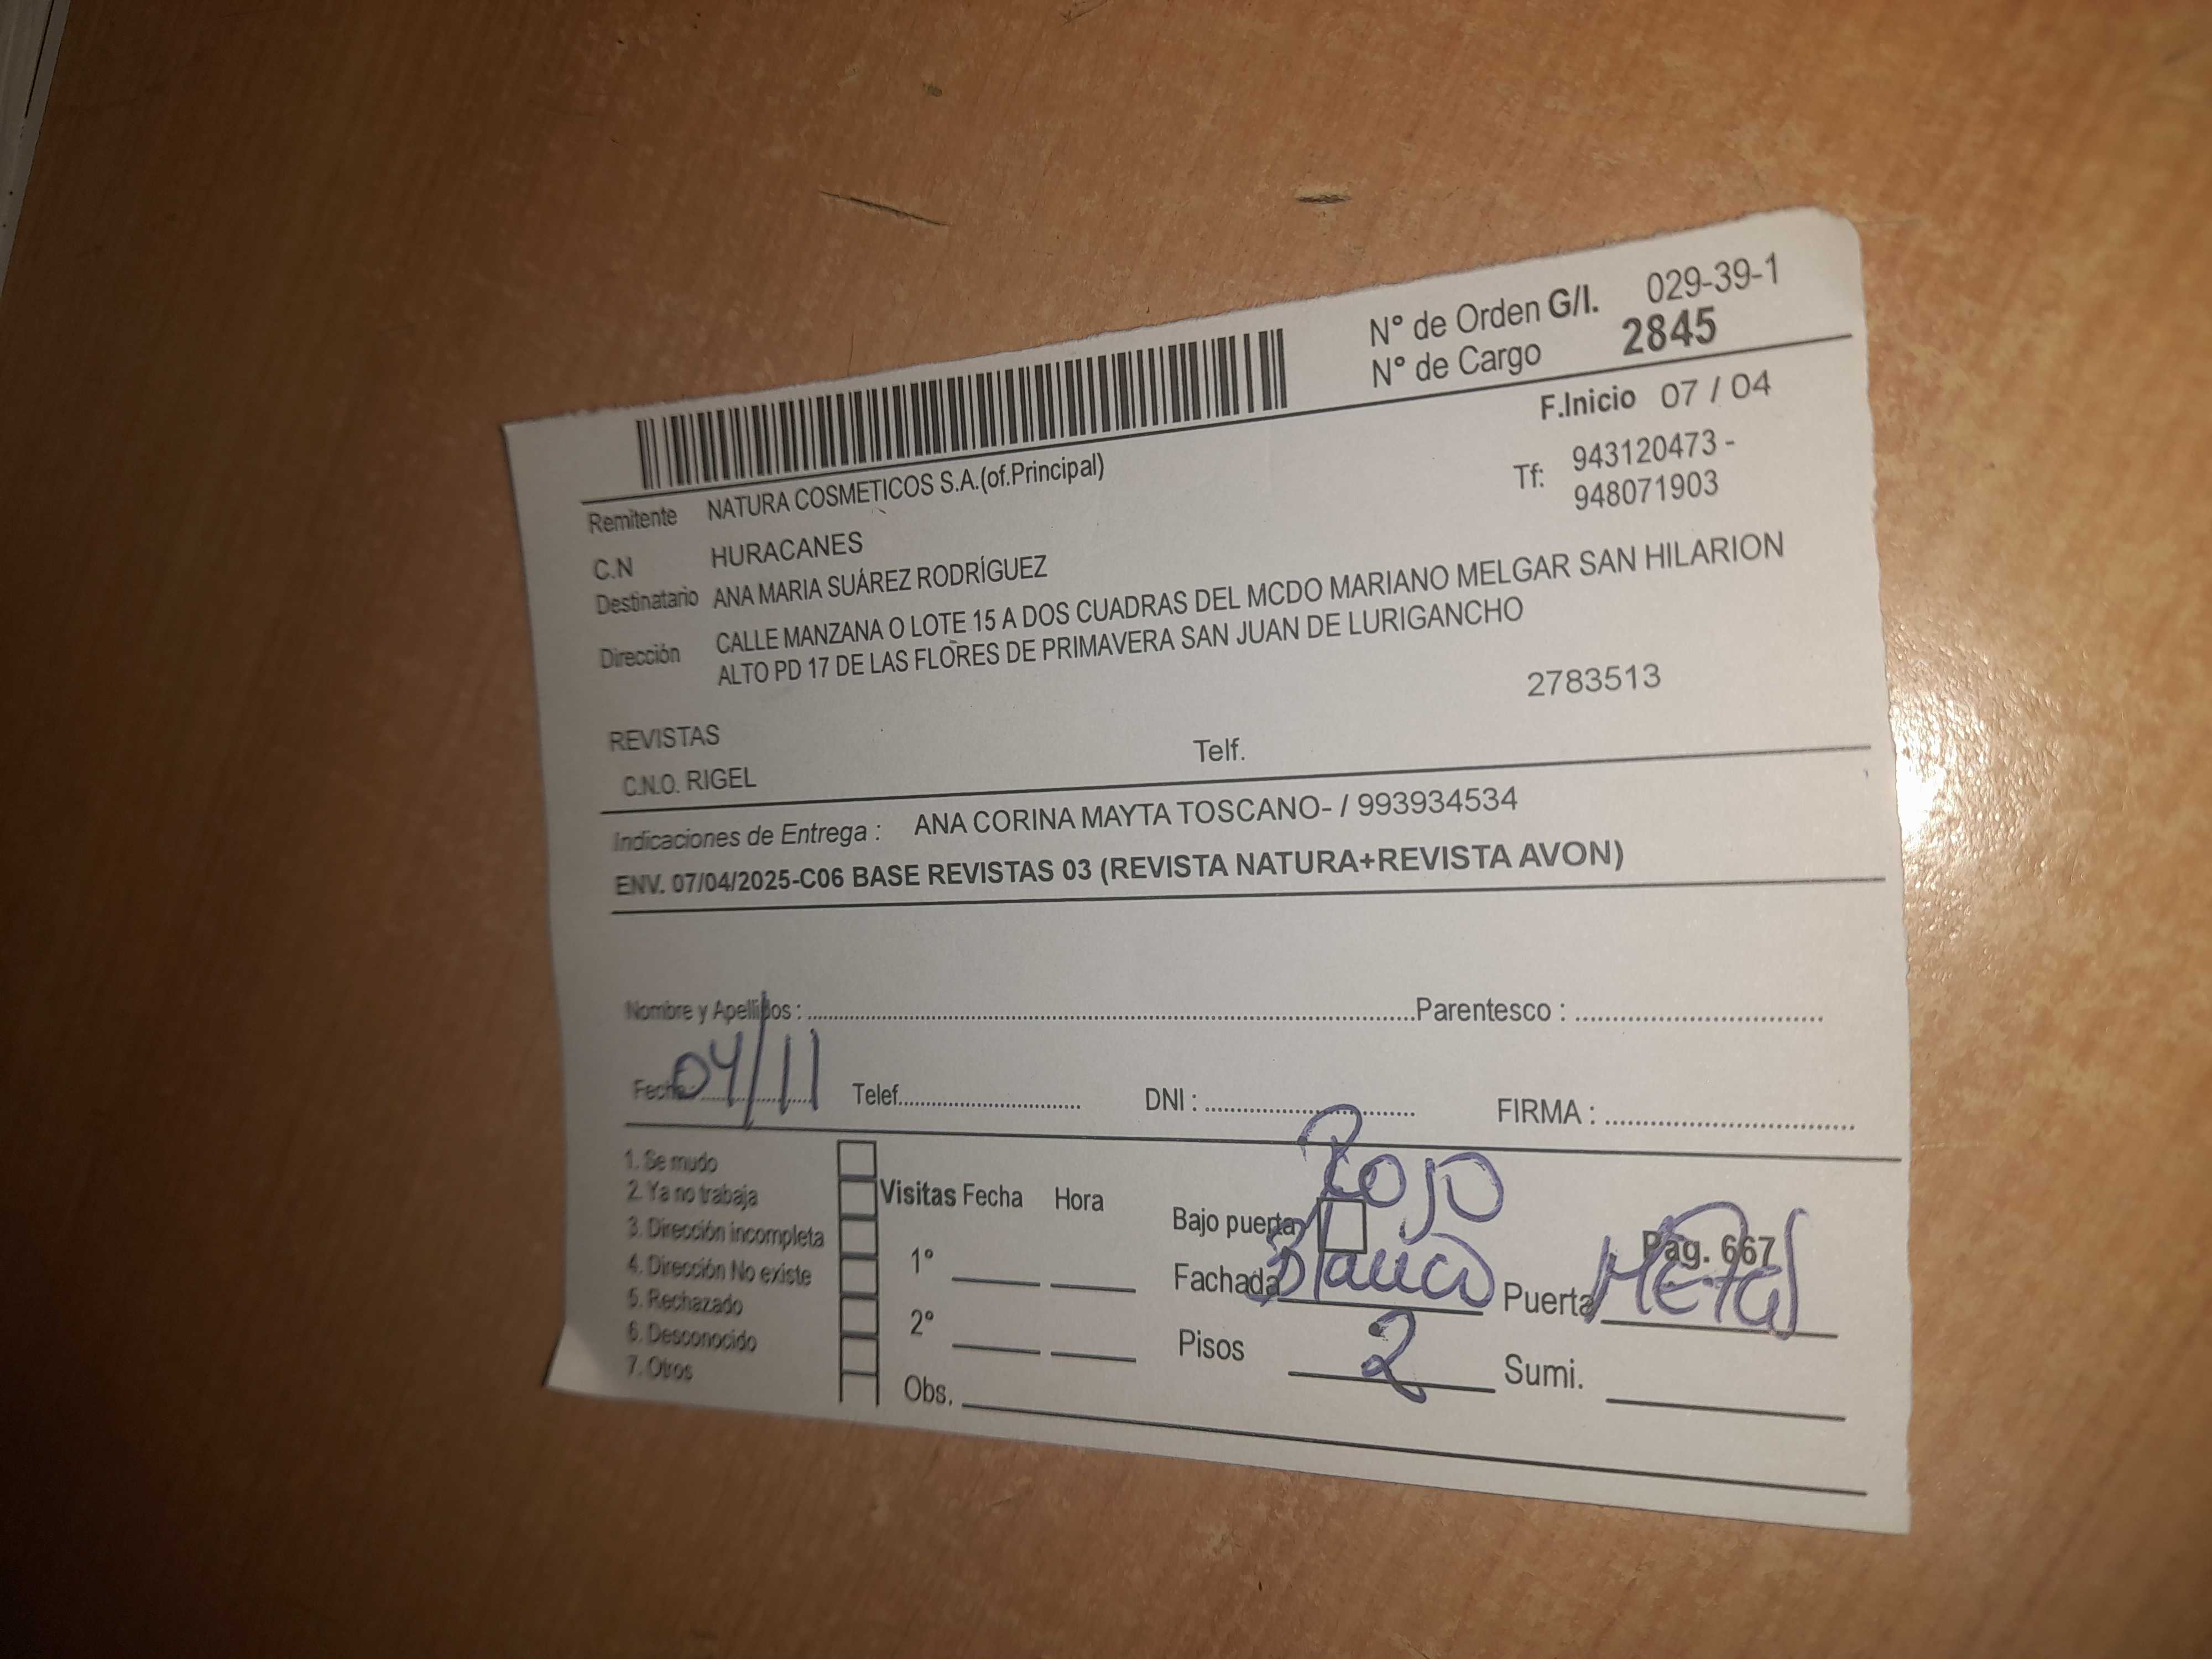 N° de Orden G/I. 029-39-1
N° de Cargo 2845
F.Inicio 07 / 04
Remitente NATURA COSMETICOS S.A.(of.Principal)
Tf: 943120473 -
948071903
C.N HURACANES
Destinatario ANA MARIA SUÁREZ RODRÍGUEZ
Dirección CALLE MANZANA O LOTE 15 A DOS CUADRAS DEL MCDO MARIANO MELGAR SAN HILARION
ALTO PD 17 DE LAS FLORES DE PRIMAVERA SAN JUAN DE LURIGANCHO
2783513
REVISTAS
C.N.O. RIGEL Telf.
Indicaciones de Entrega : ANA CORINA MAYTA TOSCANO- / 993934534
ENV. 07/04/2025-C06 BASE REVISTAS 03 (REVISTA NATURA+REVISTA AVON)
Nombre y Apellidos : Parentesco :
Fecha: 04/11 Telef. DNI : FIRMA :
1. Se mudo
2. Ya no trabaja
3. Dirección incompleta
4. Dirección No existe
5. Rechazado
6. Desconocido
7. Otros
Visitas Fecha Hora
1°
2°
Obs.
Rojo
Bajo puerta Pag. 667
Fachada Blanco Puerta Metal
Pisos 2 Sumi.